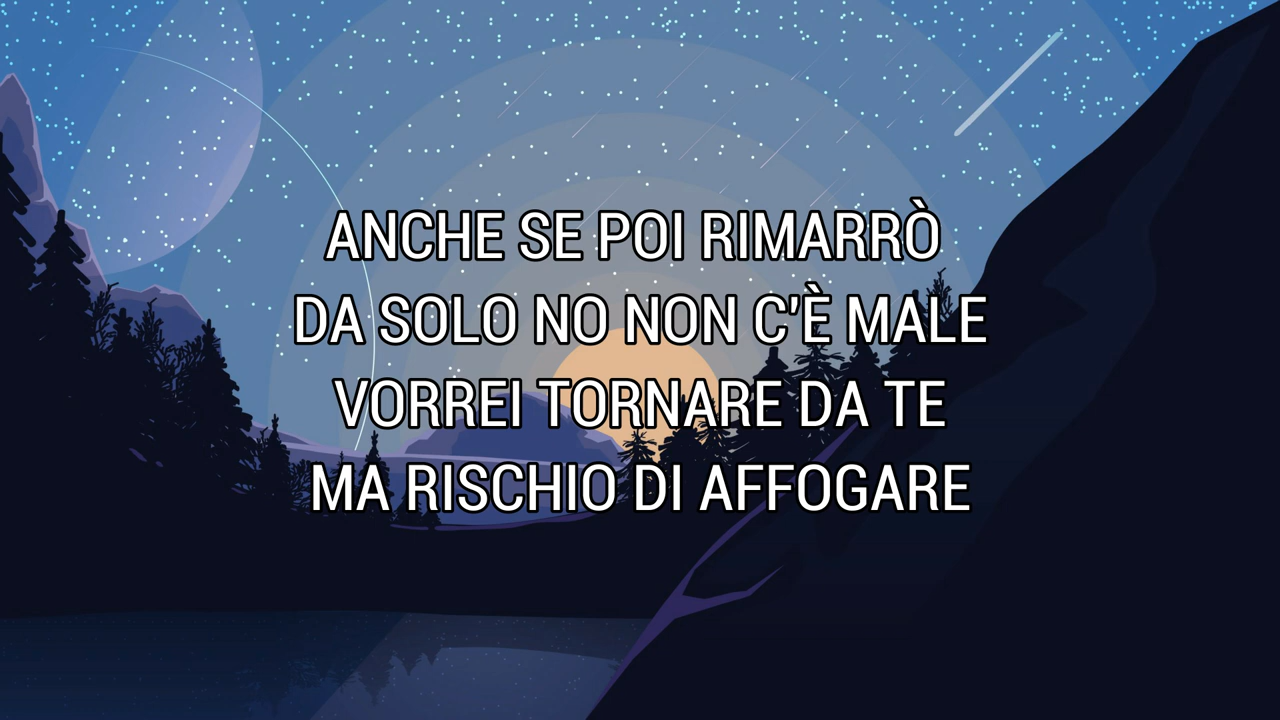 ANCHE SE POI RIMARRÒ
DA SOLO NO NON C'È MALE
VORREI TORNARE DA TE
MA RISCHIO DI AFFOGARE